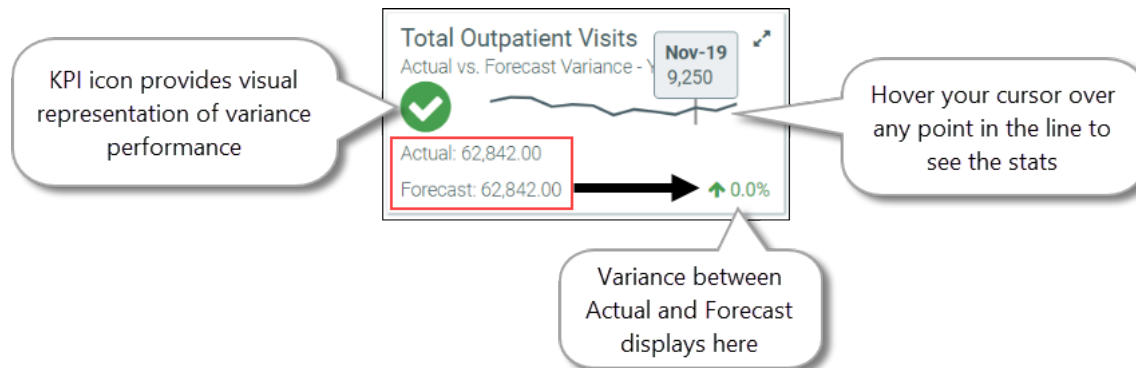 KPI icon provides visual
representation of variance
performance
Total Outpatient Visits
Actual vs. Forecast Variance - Y
Nov-19
9,250
Actual: 62,842.00
Forecast: 62,842.00
0.0%
Hover your cursor over
any point in the line to
see the stats
Variance between
Actual and Forecast
displays here